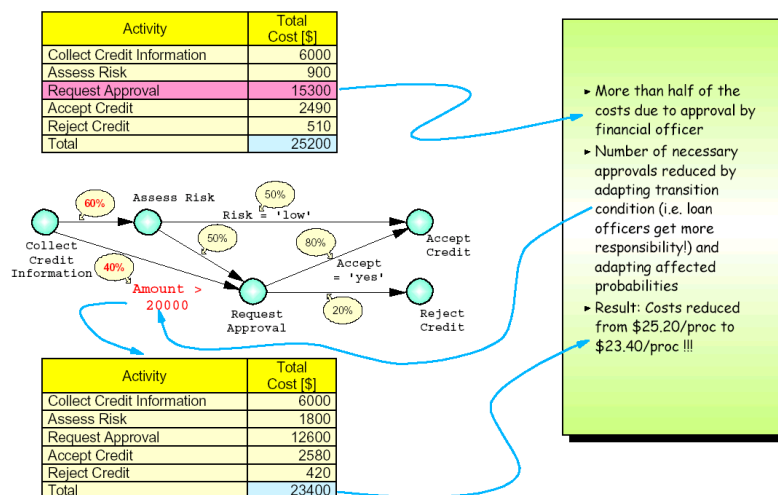 Activity Total Cost [$]
Collect Credit Information 6000
Assess Risk 900
Request Approval 15300
Accept Credit 2490
Reject Credit 510
Total 25200
60%
Assess Risk
50%
Risk = 'low'
50%
80%
Collect
Credit
Information
40%
Amount >
20000
Accept
= 'yes'
Accept
Credit
Request
Approval
20%
Reject
Credit
Activity Total Cost [$]
Collect Credit Information 6000
Assess Risk 1800
Request Approval 12600
Accept Credit 2580
Reject Credit 420
Total 23400
▸ More than half of the
costs due to approval by
financial officer
▸ Number of necessary
approvals reduced by
adapting transition
condition (i.e. loan
officers get more
responsibility!) and
adapting affected
probabilities
▸ Result: Costs reduced
from $25.20/proc to
$23.40/proc !!!